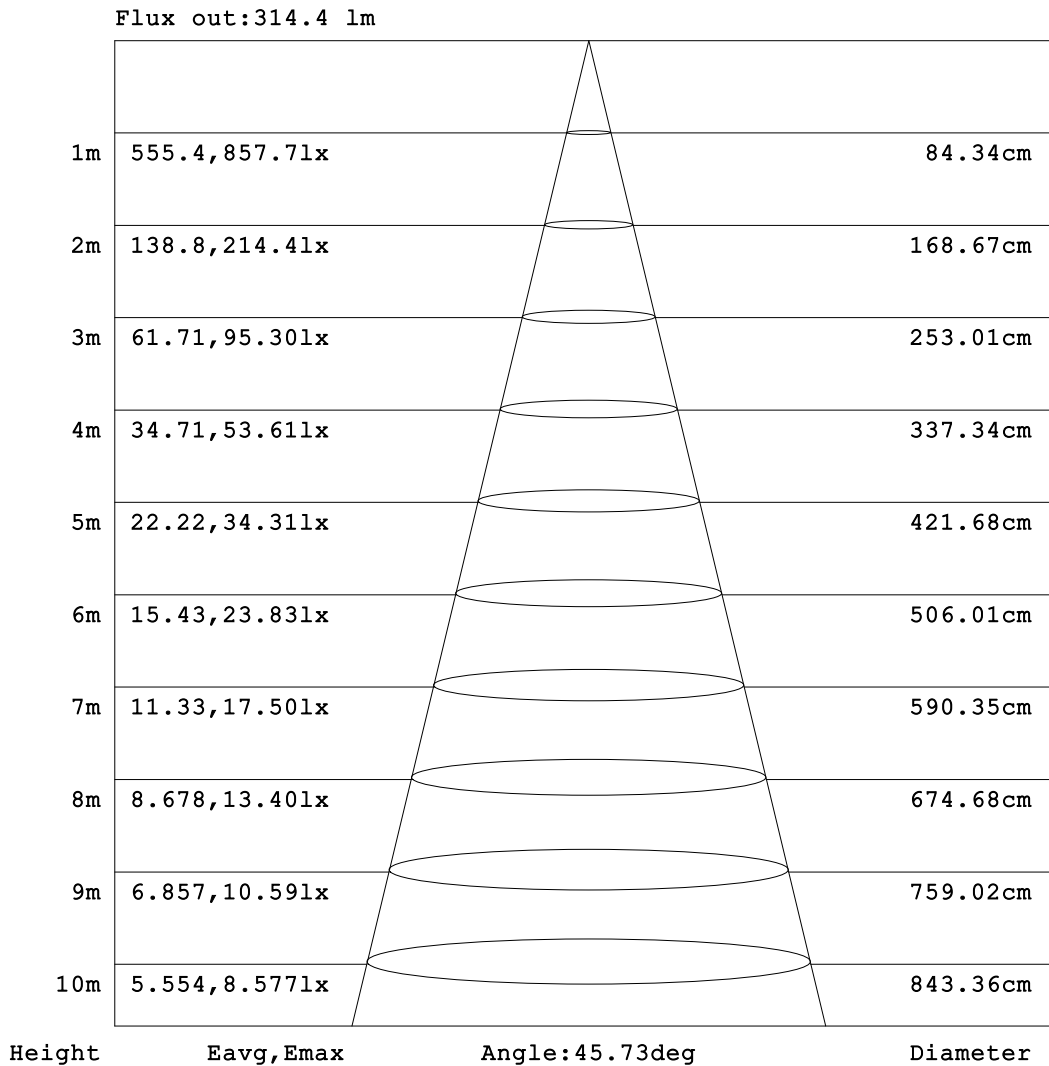 Flux out:314.4 lm
1m 555.4,857.7lx 84.34cm
2m 138.8,214.4lx 168.67cm
3m 61.71,95.30lx 253.01cm
4m 34.71,53.61lx 337.34cm
5m 22.22,34.31lx 421.68cm
6m 15.43,23.83lx 506.01cm
7m 11.33,17.50lx 590.35cm
8m 8.678,13.40lx 674.68cm
9m 6.857,10.59lx 759.02cm
10m 5.554,8.577lx 843.36cm
Height Eavg,Emax Angle:45.73deg Diameter